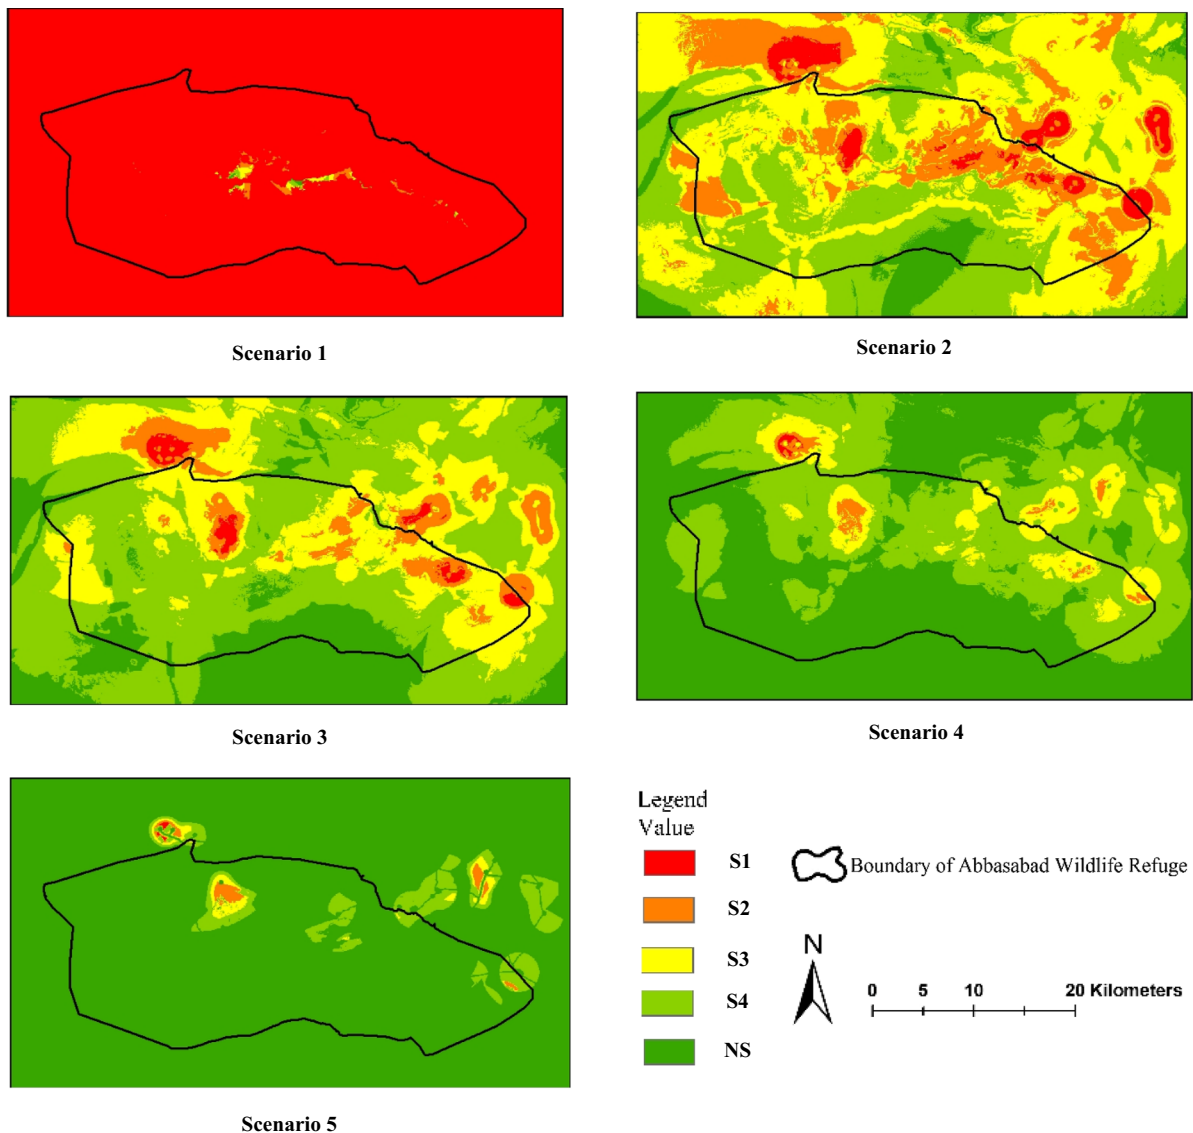 Scenario 1
Scenario 2
Scenario 3
Scenario 4
Legend
Value
S1
Boundary of Abbasabad Wildlife Refuge
S2
S3
N
S4
0 5 10 20 Kilometers
NS
Scenario 5